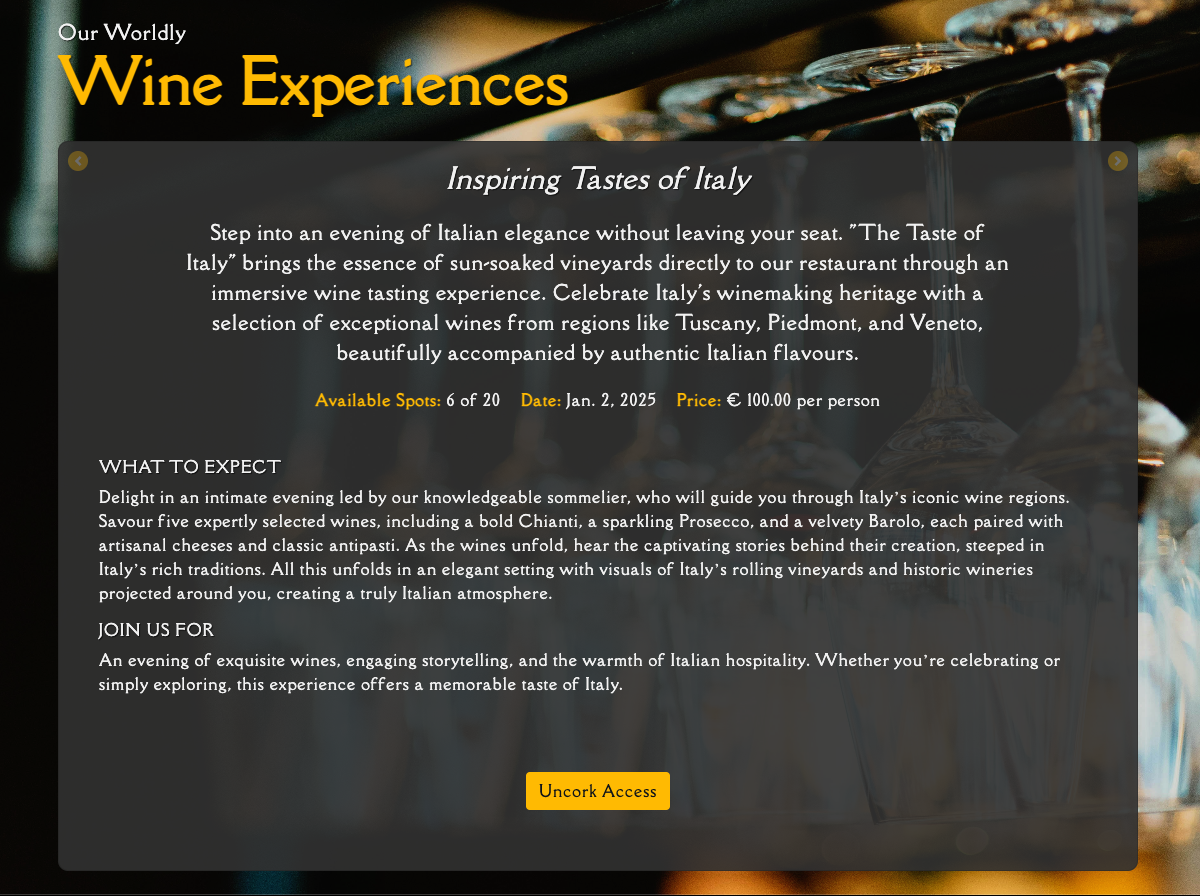 Our Worldly
Wine Experiences
Inspiring Tastes of Italy
Step into an evening of Italian elegance without leaving your seat. "The Taste of
Italy" brings the essence of sun-soaked vineyards directly to our restaurant through an
immersive wine tasting experience. Celebrate Italy's winemaking heritage with a
selection of exceptional wines from regions like Tuscany, Piedmont, and Veneto,
beautifully accompanied by authentic Italian flavours.
Available Spots: 6 of 20 Date: Jan. 2, 2025 Price: € 100.00 per person
WHAT TO EXPECT
Delight in an intimate evening led by our knowledgeable sommelier, who will guide you through Italy’s iconic wine regions.
Savour five expertly selected wines, including a bold Chianti, a sparkling Prosecco, and a velvety Barolo, each paired with
artisanal cheeses and classic antipasti. As the wines unfold, hear the captivating stories behind their creation, steeped in
Italy’s rich traditions. All this unfolds in an elegant setting with visuals of Italy’s rolling vineyards and historic wineries
projected around you, creating a truly Italian atmosphere.
JOIN US FOR
An evening of exquisite wines, engaging storytelling, and the warmth of Italian hospitality. Whether you’re celebrating or
simply exploring, this experience offers a memorable taste of Italy.
Uncork Access